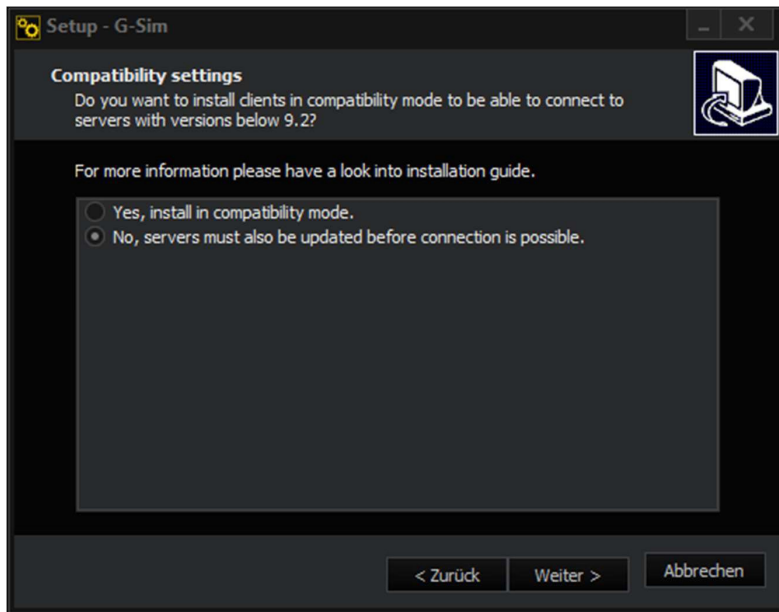 Setup - G-Sim
Compatibility settings
Do you want to install clients in compatibility mode to be able to connect to
servers with versions below 9.2?
For more information please have a look into installation guide.
Yes, install in compatibility mode.
No, servers must also be updated before connection is possible.
< Zurück Weiter > Abbrechen